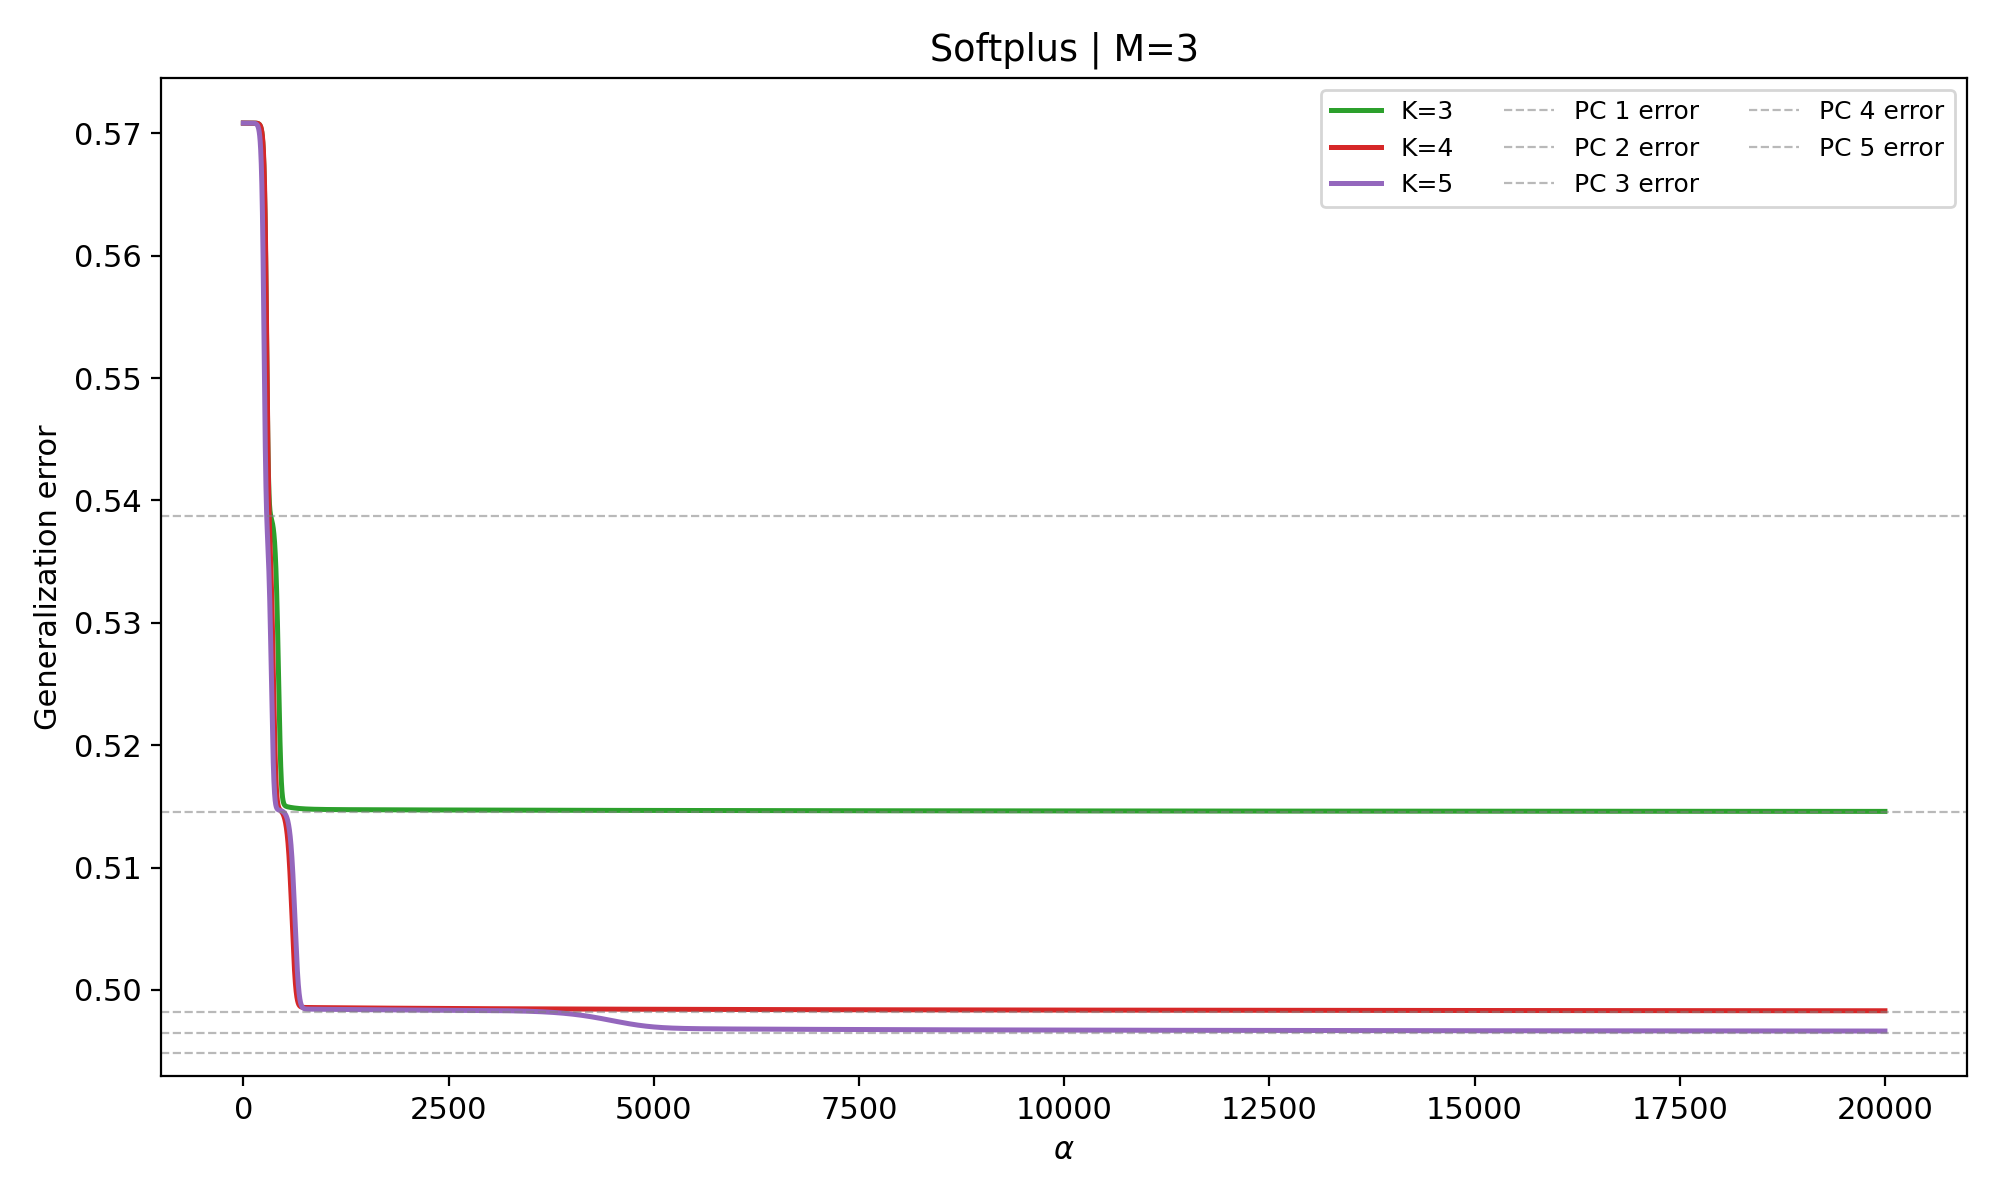 Softplus | M=3
Generalization error
0.57
0.56
0.55
0.54
0.53
0.52
0.51
0.50
K=3
K=4
K=5
PC 1 error
PC 2 error
PC 3 error
PC 4 error
PC 5 error
0 2500 5000 7500 10000 12500 15000 17500 20000
α